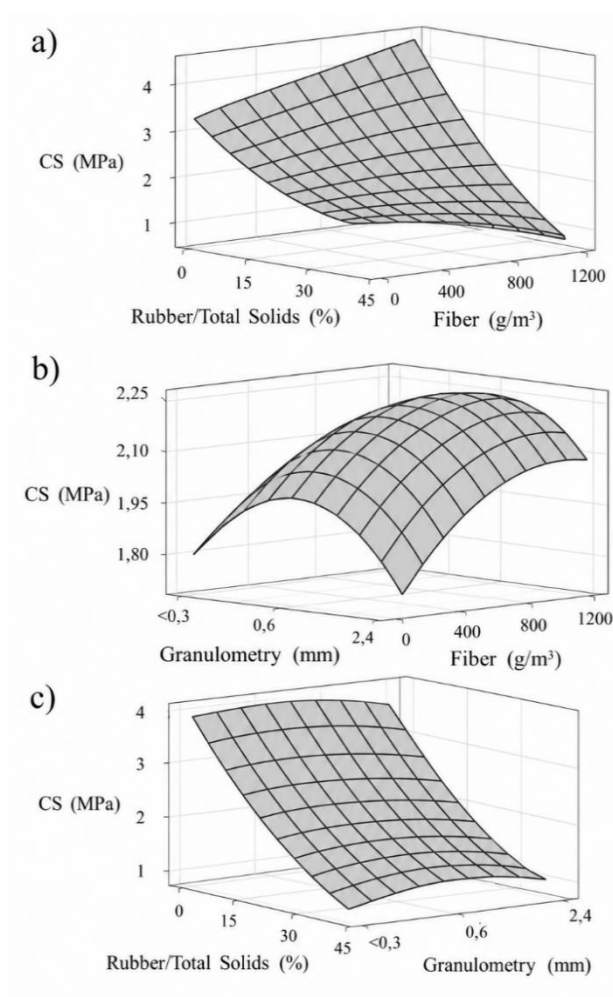 a)
4
3
CS (MPa)
2
1
0
15
30
45
0
400
800
1200
Rubber/Total Solids (%)
Fiber (g/m³)
b)
2,25
2,10
CS (MPa)
1,95
1,80
<0,3
0,6
2,4
0
400
800
1200
Granulometry (mm)
Fiber (g/m³)
c)
4
3
CS (MPa)
2
1
0
15
30
45
<0,3
0,6
2,4
Rubber/Total Solids (%)
Granulometry (mm)